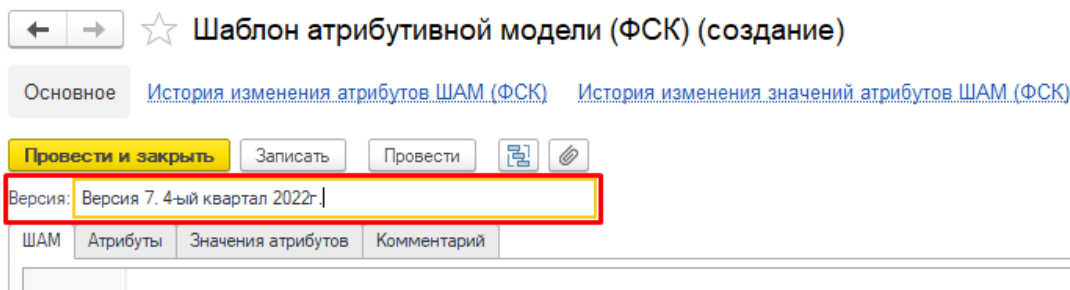 Шаблон атрибутивной модели (ФСК) (создание)
Основное История изменения атрибутов ШАМ (ФСК) История изменения значений атрибутов ШАМ (ФСК)
Провести и закрыть Записать Провести
Версия: Версия 7. 4-ый квартал 2022г.
ШАМ Атрибуты Значения атрибутов Комментарий